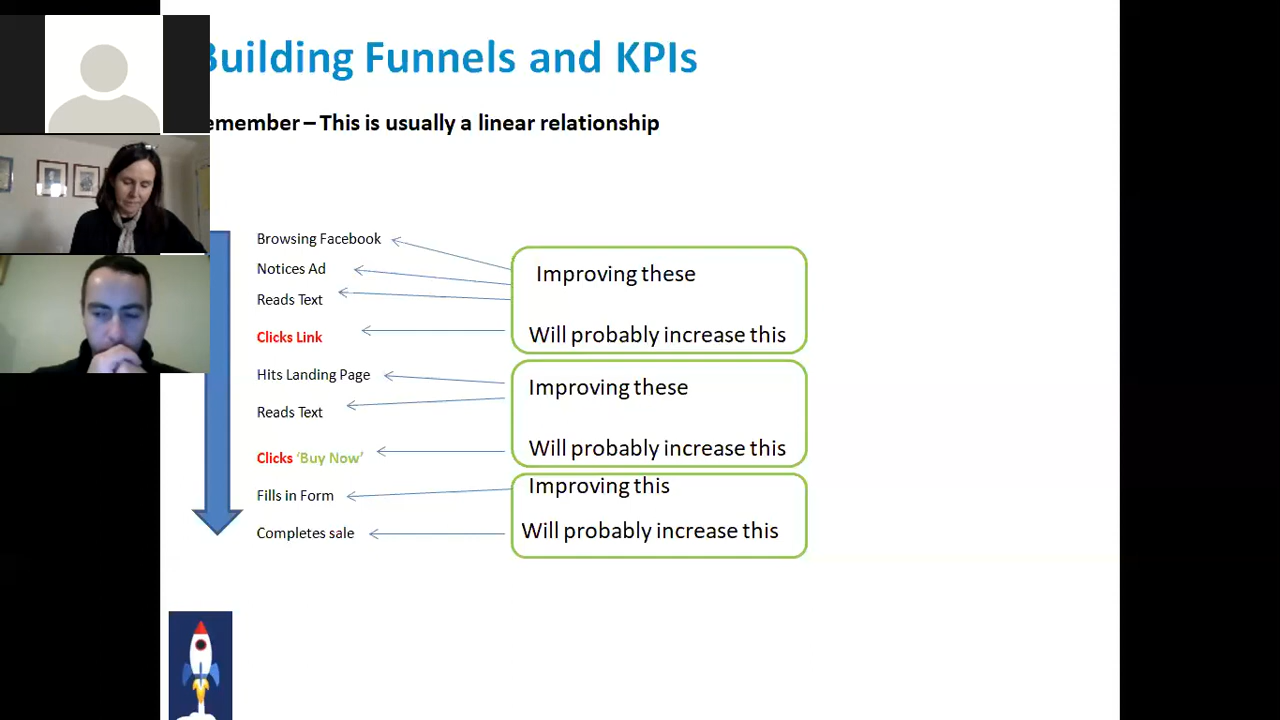 Building Funnels and KPIs
emember – This is usually a linear relationship
Browsing Facebook
Notices Ad
Reads Text
Clicks Link
Hits Landing Page
Reads Text
Clicks ‘Buy Now’
Fills in Form
Completes sale
Improving these
Will probably increase this
Improving these
Will probably increase this
Improving this
Will probably increase this